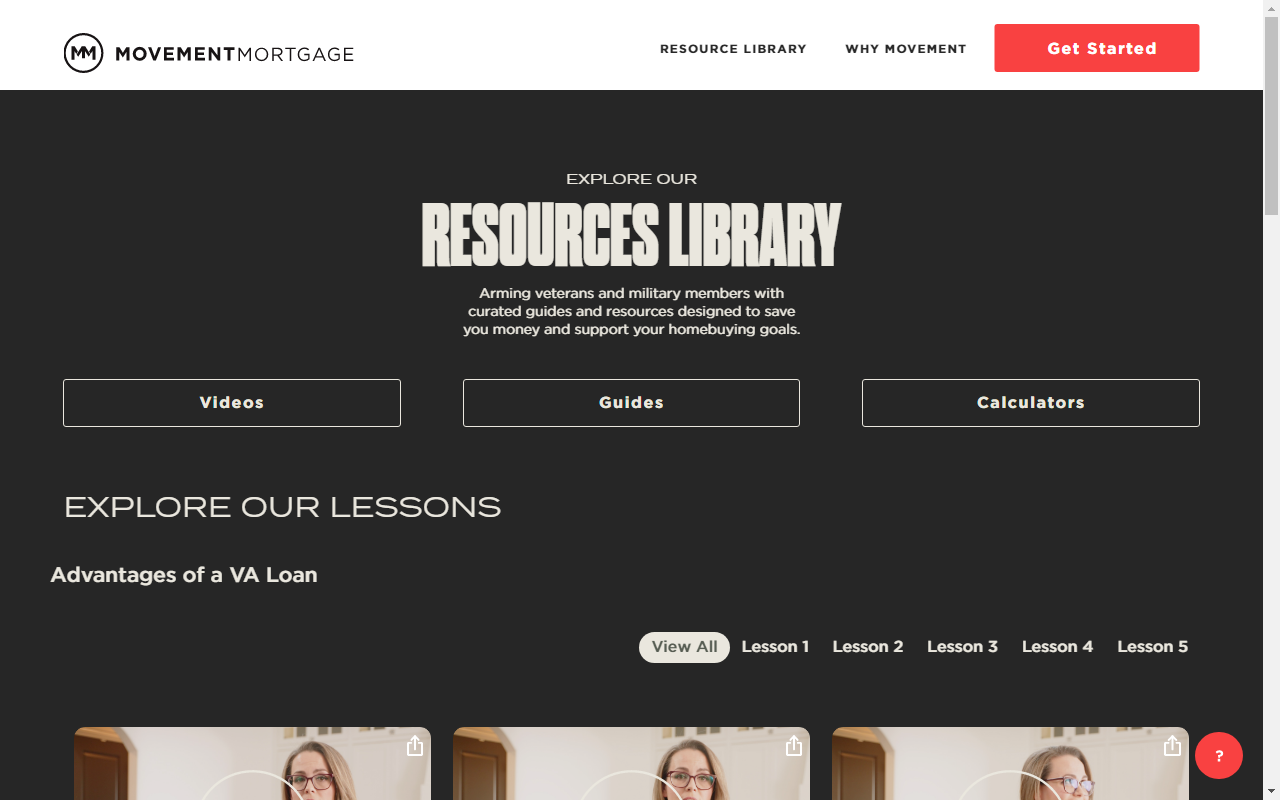 MM MOVEMENTMORTGAGE
RESOURCE LIBRARY
WHY MOVEMENT
Get Started
EXPLORE OUR
RESOURCES LIBRARY
Arming veterans and military members with
curated guides and resources designed to save
you money and support your homebuying goals.
Videos
Guides
Calculators
EXPLORE OUR LESSONS
Advantages of a VA Loan
View All
Lesson 1
Lesson 2
Lesson 3
Lesson 4
Lesson 5
?